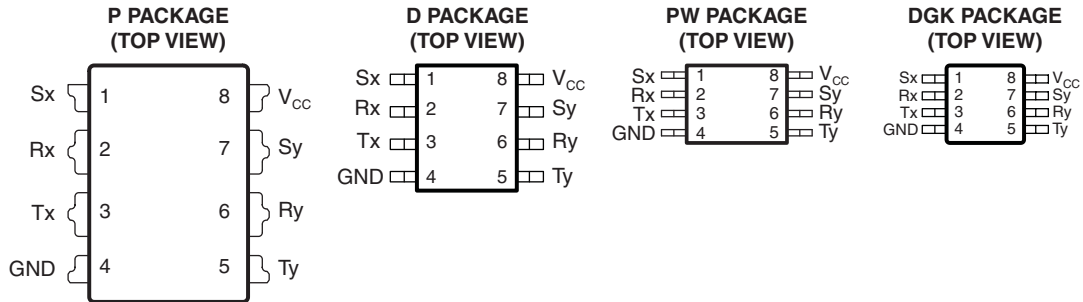 P PACKAGE
(TOP VIEW)
Sx 1 8 VCC
Rx 2 7 Sy
Tx 3 6 Ry
GND 4 5 Ty
D PACKAGE
(TOP VIEW)
Sx 1 8 VCC
Rx 2 7 Sy
Tx 3 6 Ry
GND 4 5 Ty
PW PACKAGE
(TOP VIEW)
Sx 1 8 VCC
Rx 2 7 Sy
Tx 3 6 Ry
GND 4 5 Ty
DGK PACKAGE
(TOP VIEW)
Sx 1 8 VCC
Rx 2 7 Sy
Tx 3 6 Ry
GND 4 5 Ty